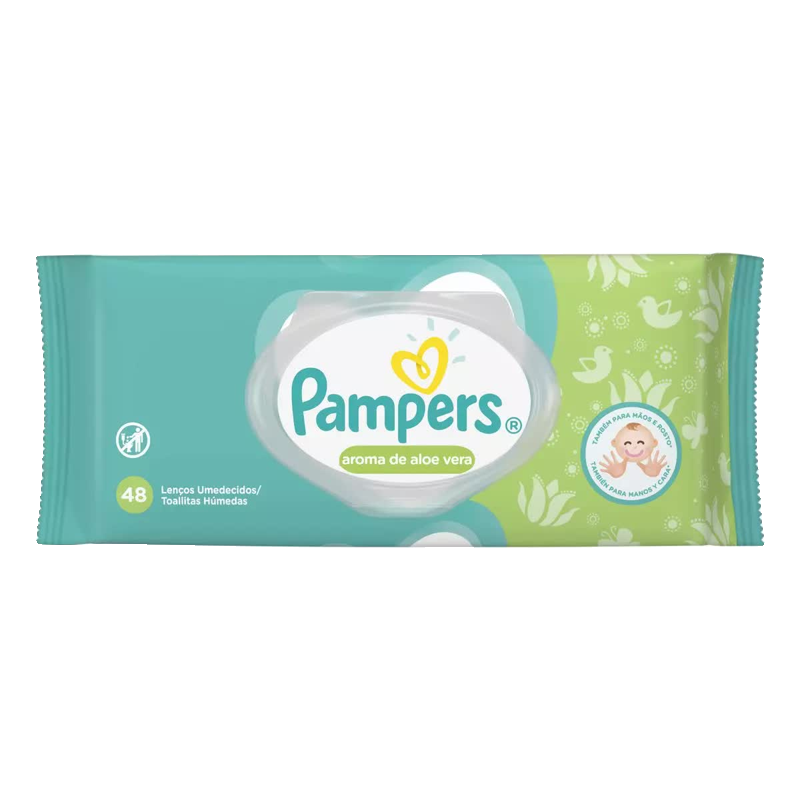 Pampers®
aroma de aloe vera
48
Lenços Umedecidos/
Toallitas Húmedas
TAMBÉM PARA MÃOS E ROSTO*
TAMBIÉN PARA MANOS Y CARA*